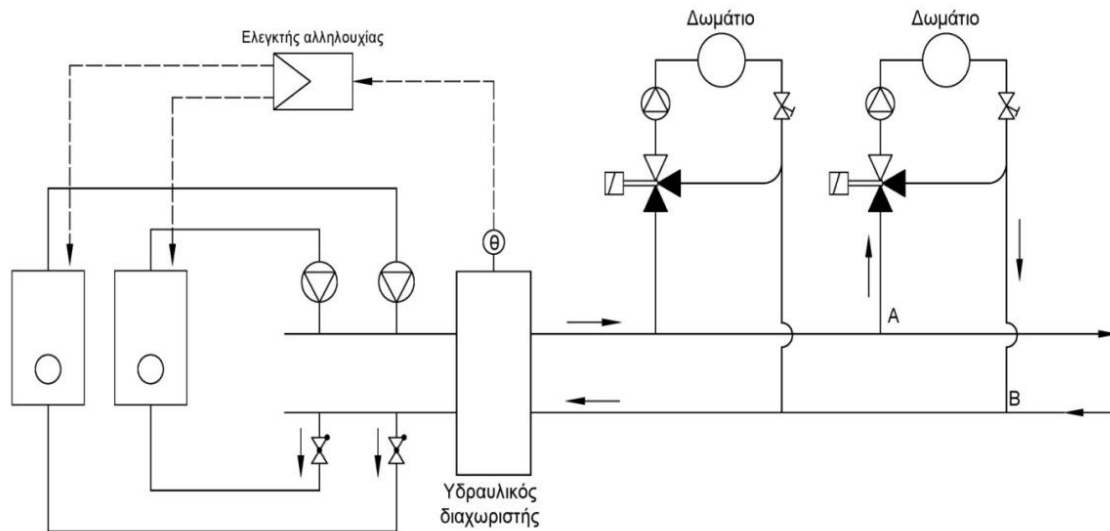 Δωμάτιο
Δωμάτιο
Ελεγκτής αλληλουχίας
θ
A
B
Υδραυλικός
διαχωριστής